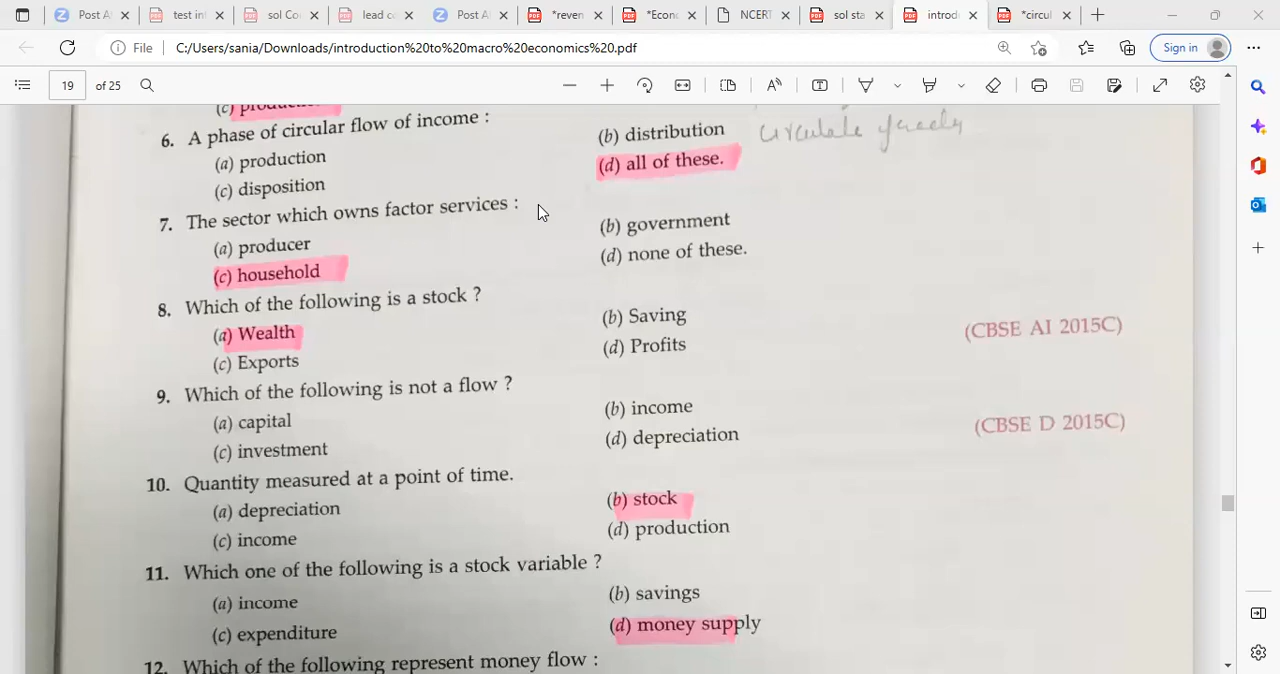 Post A
test in
sol Co
lead c
Post A
*reven
*Econ
NCERT
sol sta
introd
*circul
File
C:/Users/sania/Downloads/introduction%20to%20macro%20economics%20.pdf
Sign in
19 of 25
(c)
6. A phase of circular flow of income :
(a) production (b) distribution
circulate
(c) disposition (d) all of these.
7. The sector which owns factor services :
(a) producer (b) government
(c) household (d) none of these.
8. Which of the following is a stock ?
(a) Wealth (b) Saving
(c) Exports (d) Profits (CBSE AI 2015C)
9. Which of the following is not a flow ?
(a) capital (b) income
(c) investment (d) depreciation (CBSE D 2015C)
10. Quantity measured at a point of time.
(a) depreciation (b) stock
(c) income (d) production
11. Which one of the following is a stock variable ?
(a) income (b) savings
(c) expenditure (d) money supply
12. Which of the following represent money flow :